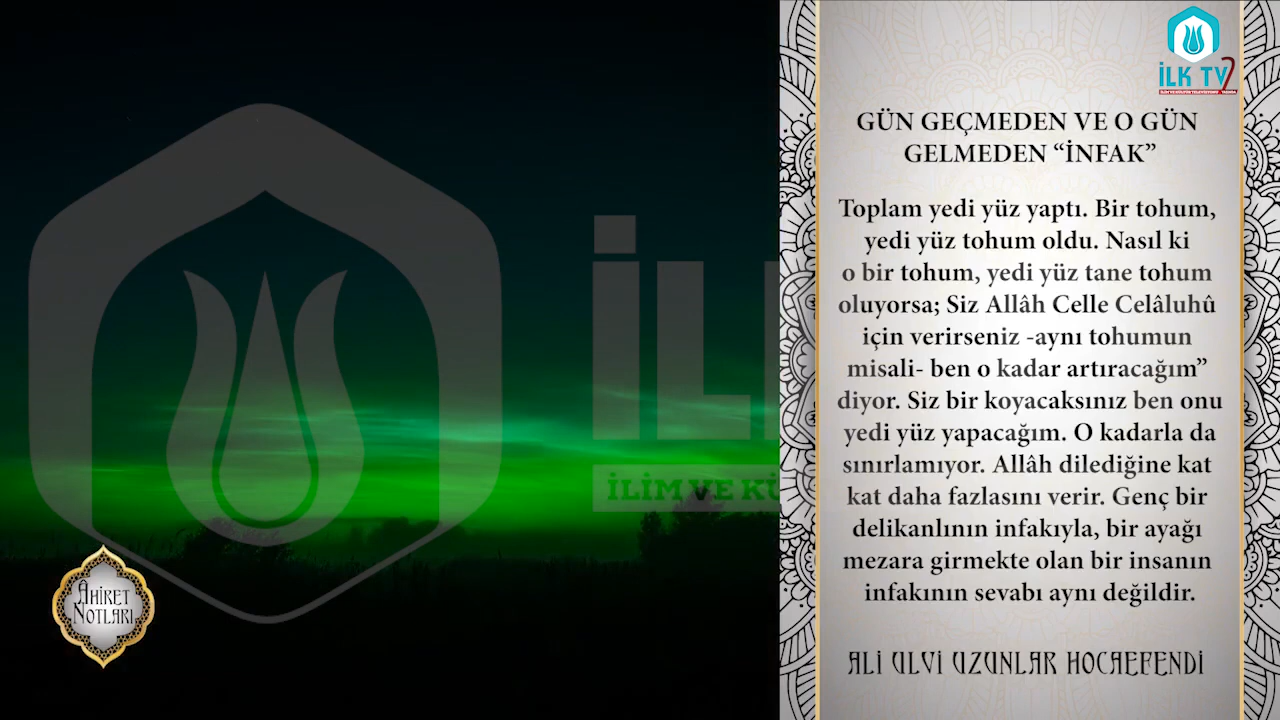 İLK TV2
GÜN GEÇMEDEN VE O GÜN
GELMEDEN “İNFAK”
Toplam yedi yüz yaptı. Bir tohum,
yedi yüz tohum oldu. Nasıl ki
o bir tohum, yedi yüz tane tohum
oluyorsa; Siz Allâh Celle Celâluhû
için verirseniz -aynı tohumun
misali- ben o kadar artıracağım”
diyor. Siz bir koyacaksınız ben onu
yedi yüz yapacağım. O kadarla da
sınırlamıyor. Allâh dilediğine kat
kat daha fazlasını verir. Genç bir
delikanlının infakıyla, bir ayağı
mezara girmekte olan bir insanın
infakının sevabı aynı değildir.
ALİ ULVİ UZUNLAR HOCAEFENDİ
İL
İLİM VE KÜ
AHİRET
NOTLARI